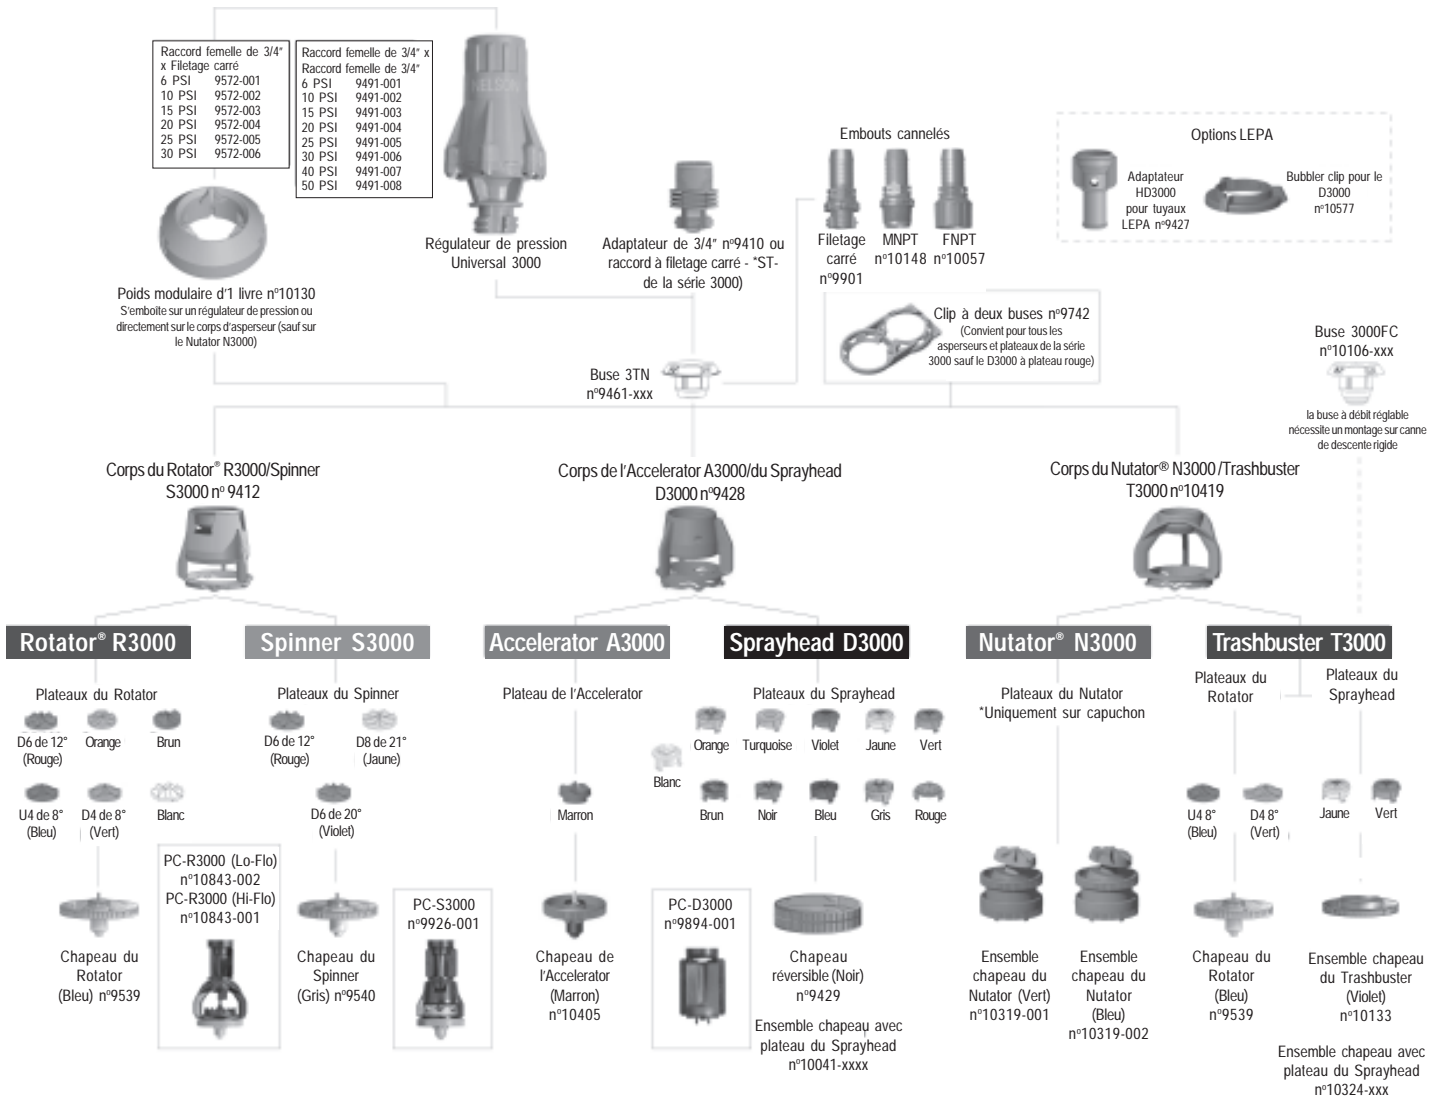 Raccord femelle de 3/4"
x Filetage carré
6 PSI 9572-001
10 PSI 9572-002
15 PSI 9572-003
20 PSI 9572-004
25 PSI 9572-005
30 PSI 9572-006
Raccord femelle de 3/4" x
Raccord femelle de 3/4"
6 PSI 9491-001
10 PSI 9491-002
15 PSI 9491-003
20 PSI 9491-004
25 PSI 9491-005
30 PSI 9491-006
40 PSI 9491-007
50 PSI 9491-008
NELSON
Régulateur de pression
Universal 3000
Adaptateur de 3/4" nº9410 ou
raccord à filetage carré - *ST-
de la série 3000)
Embouts cannelés
Filetage
carré
nº9901
MNPT
nº10148
FNPT
nº10057
Options LEPA
Adaptateur
HD3000
pour tuyaux
LEPA nº9427
Bubbler clip pour le
D3000
nº10577
Poids modulaire d'1 livre nº10130
S'emboîte sur un régulateur de pression ou
directement sur le corps d'asperseur (sauf sur
le Nutator N3000)
Clip à deux buses nº9742
(Convient pour tous les
asperseurs et plateaux de la série
3000 sauf le D3000 à plateau rouge)
Buse 3TN
nº9461-xxx
Buse 3000FC
nº10106-xxx
la buse à débit réglable
nécessite un montage sur canne
de descente rigide
Corps du Rotator® R3000/Spinner
S3000 nº 9412
Corps de l'Accelerator A3000/du Sprayhead
D3000 nº9428
Corps du Nutator® N3000/Trashbuster
T3000 nº10419
Rotator® R3000
Spinner S3000
Accelerator A3000
Sprayhead D3000
Nutator® N3000
Trashbuster T3000
Plateaux du Rotator
D6 de 12°
(Rouge)
Orange
Brun
U4 de 8°
(Bleu)
D4 de 8°
(Vert)
Blanc
PC-R3000 (Lo-Flo)
nº10843-002
PC-R3000 (Hi-Flo)
nº10843-001
Chapeau du
Rotator
(Bleu) nº9539
Plateaux du Spinner
D6 de 12°
(Rouge)
D8 de 21°
(Jaune)
D6 de 20°
(Violet)
Chapeau du
Spinner
(Gris) nº9540
PC-S3000
nº9926-001
Plateau de l'Accelerator
Marron
Chapeau de
l'Accelerator
(Marron)
nº10405
Plateaux du Sprayhead
Blanc
Orange
Turquoise
Violet
Jaune
Vert
Brun
Noir
Bleu
Gris
Rouge
PC-D3000
nº9894-001
Chapeau
réversible (Noir)
nº9429
Ensemble chapeau avec
plateau du Sprayhead
nº10041-xxxx
Plateaux du Nutator
*Uniquement sur capuchon
Ensemble
chapeau du
Nutator (Vert)
nº10319-001
Ensemble
chapeau du
Nutator
(Bleu)
nº10319-002
Plateaux du
Rotator
U4 8°
(Bleu)
D4 8°
(Vert)
Chapeau du
Rotator
(Bleu)
nº9539
Plateaux du
Sprayhead
Jaune
Vert
Ensemble chapeau
du Trashbuster
(Violet)
nº10133
Ensemble chapeau avec
plateau du Sprayhead
nº10324-xxx